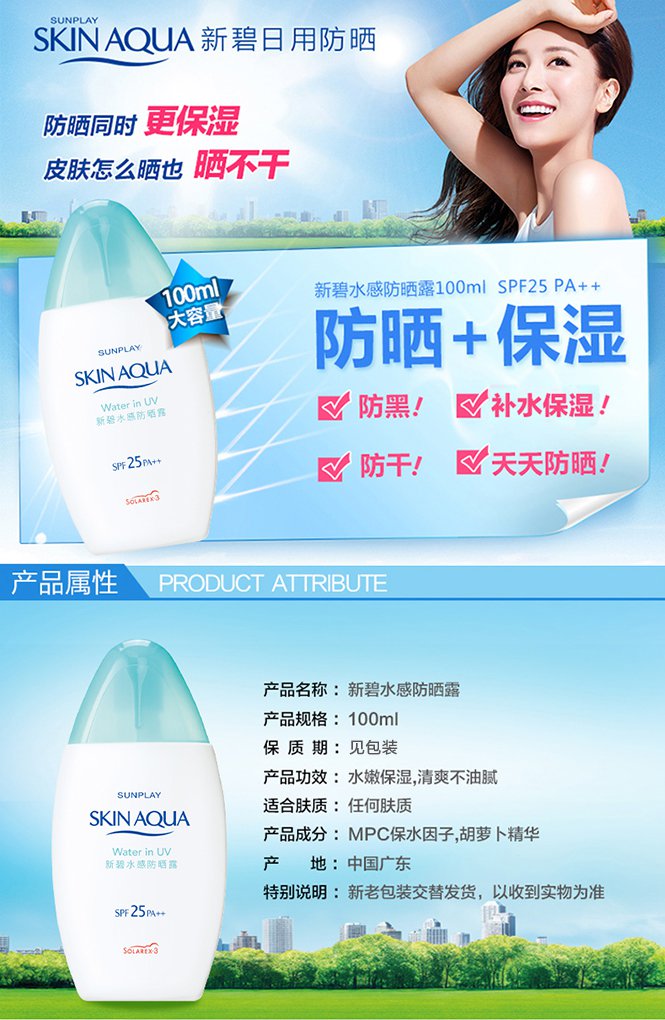 SUNPLAY
SKIN AQUA 新碧日用防晒
防晒同时 更保湿
皮肤怎么晒也 晒不干
100ml
大容量
SUNPLAY
SKIN AQUA
Water in UV
新碧水感防晒露
SPF 25 PA++
SOLAREX-3
新碧水感防晒露100ml SPF25 PA++
防晒+保湿
防黑! 补水保湿!
防干! 天天防晒!
产品属性 PRODUCT ATTRIBUTE
SUNPLAY
SKIN AQUA
Water in UV
新碧水感防晒露
SPF 25 PA++
SOLAREX-3
产品名称：新碧水感防晒露
产品规格：100ml
保 质 期：见包装
产品功效：水嫩保湿,清爽不油腻
适合肤质：任何肤质
产品成分：MPC保水因子,胡萝卜精华
产 地：中国广东
特别说明：新老包装交替发货，以收到实物为准